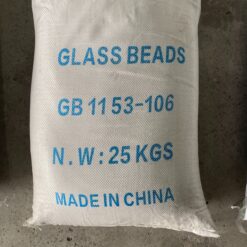 GLASS BEADS
GB 1153-106
N.W: 25 KGS
MADE IN CHINA